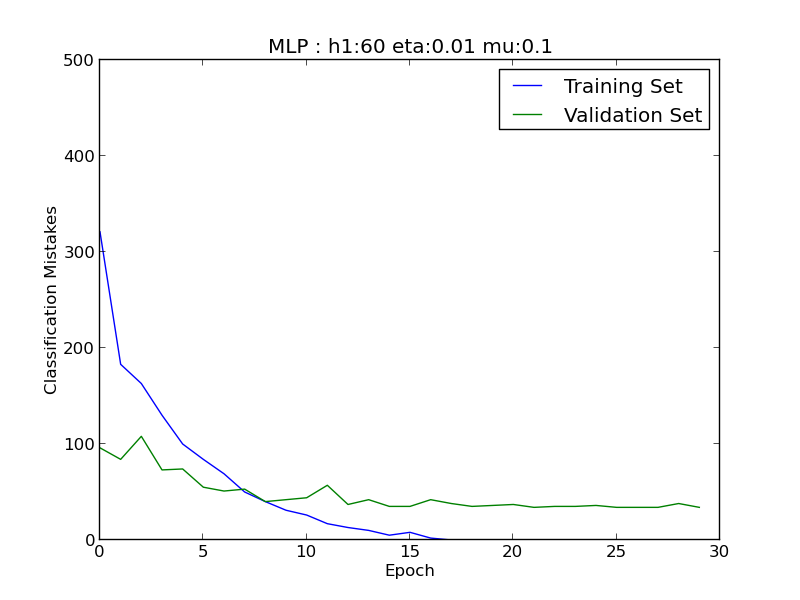 MLP : h1:60 eta:0.01 mu:0.1
500
Training Set
Validation Set
400
300
Classification Mistakes
200
100
0
0 5 10 15 20 25 30
Epoch